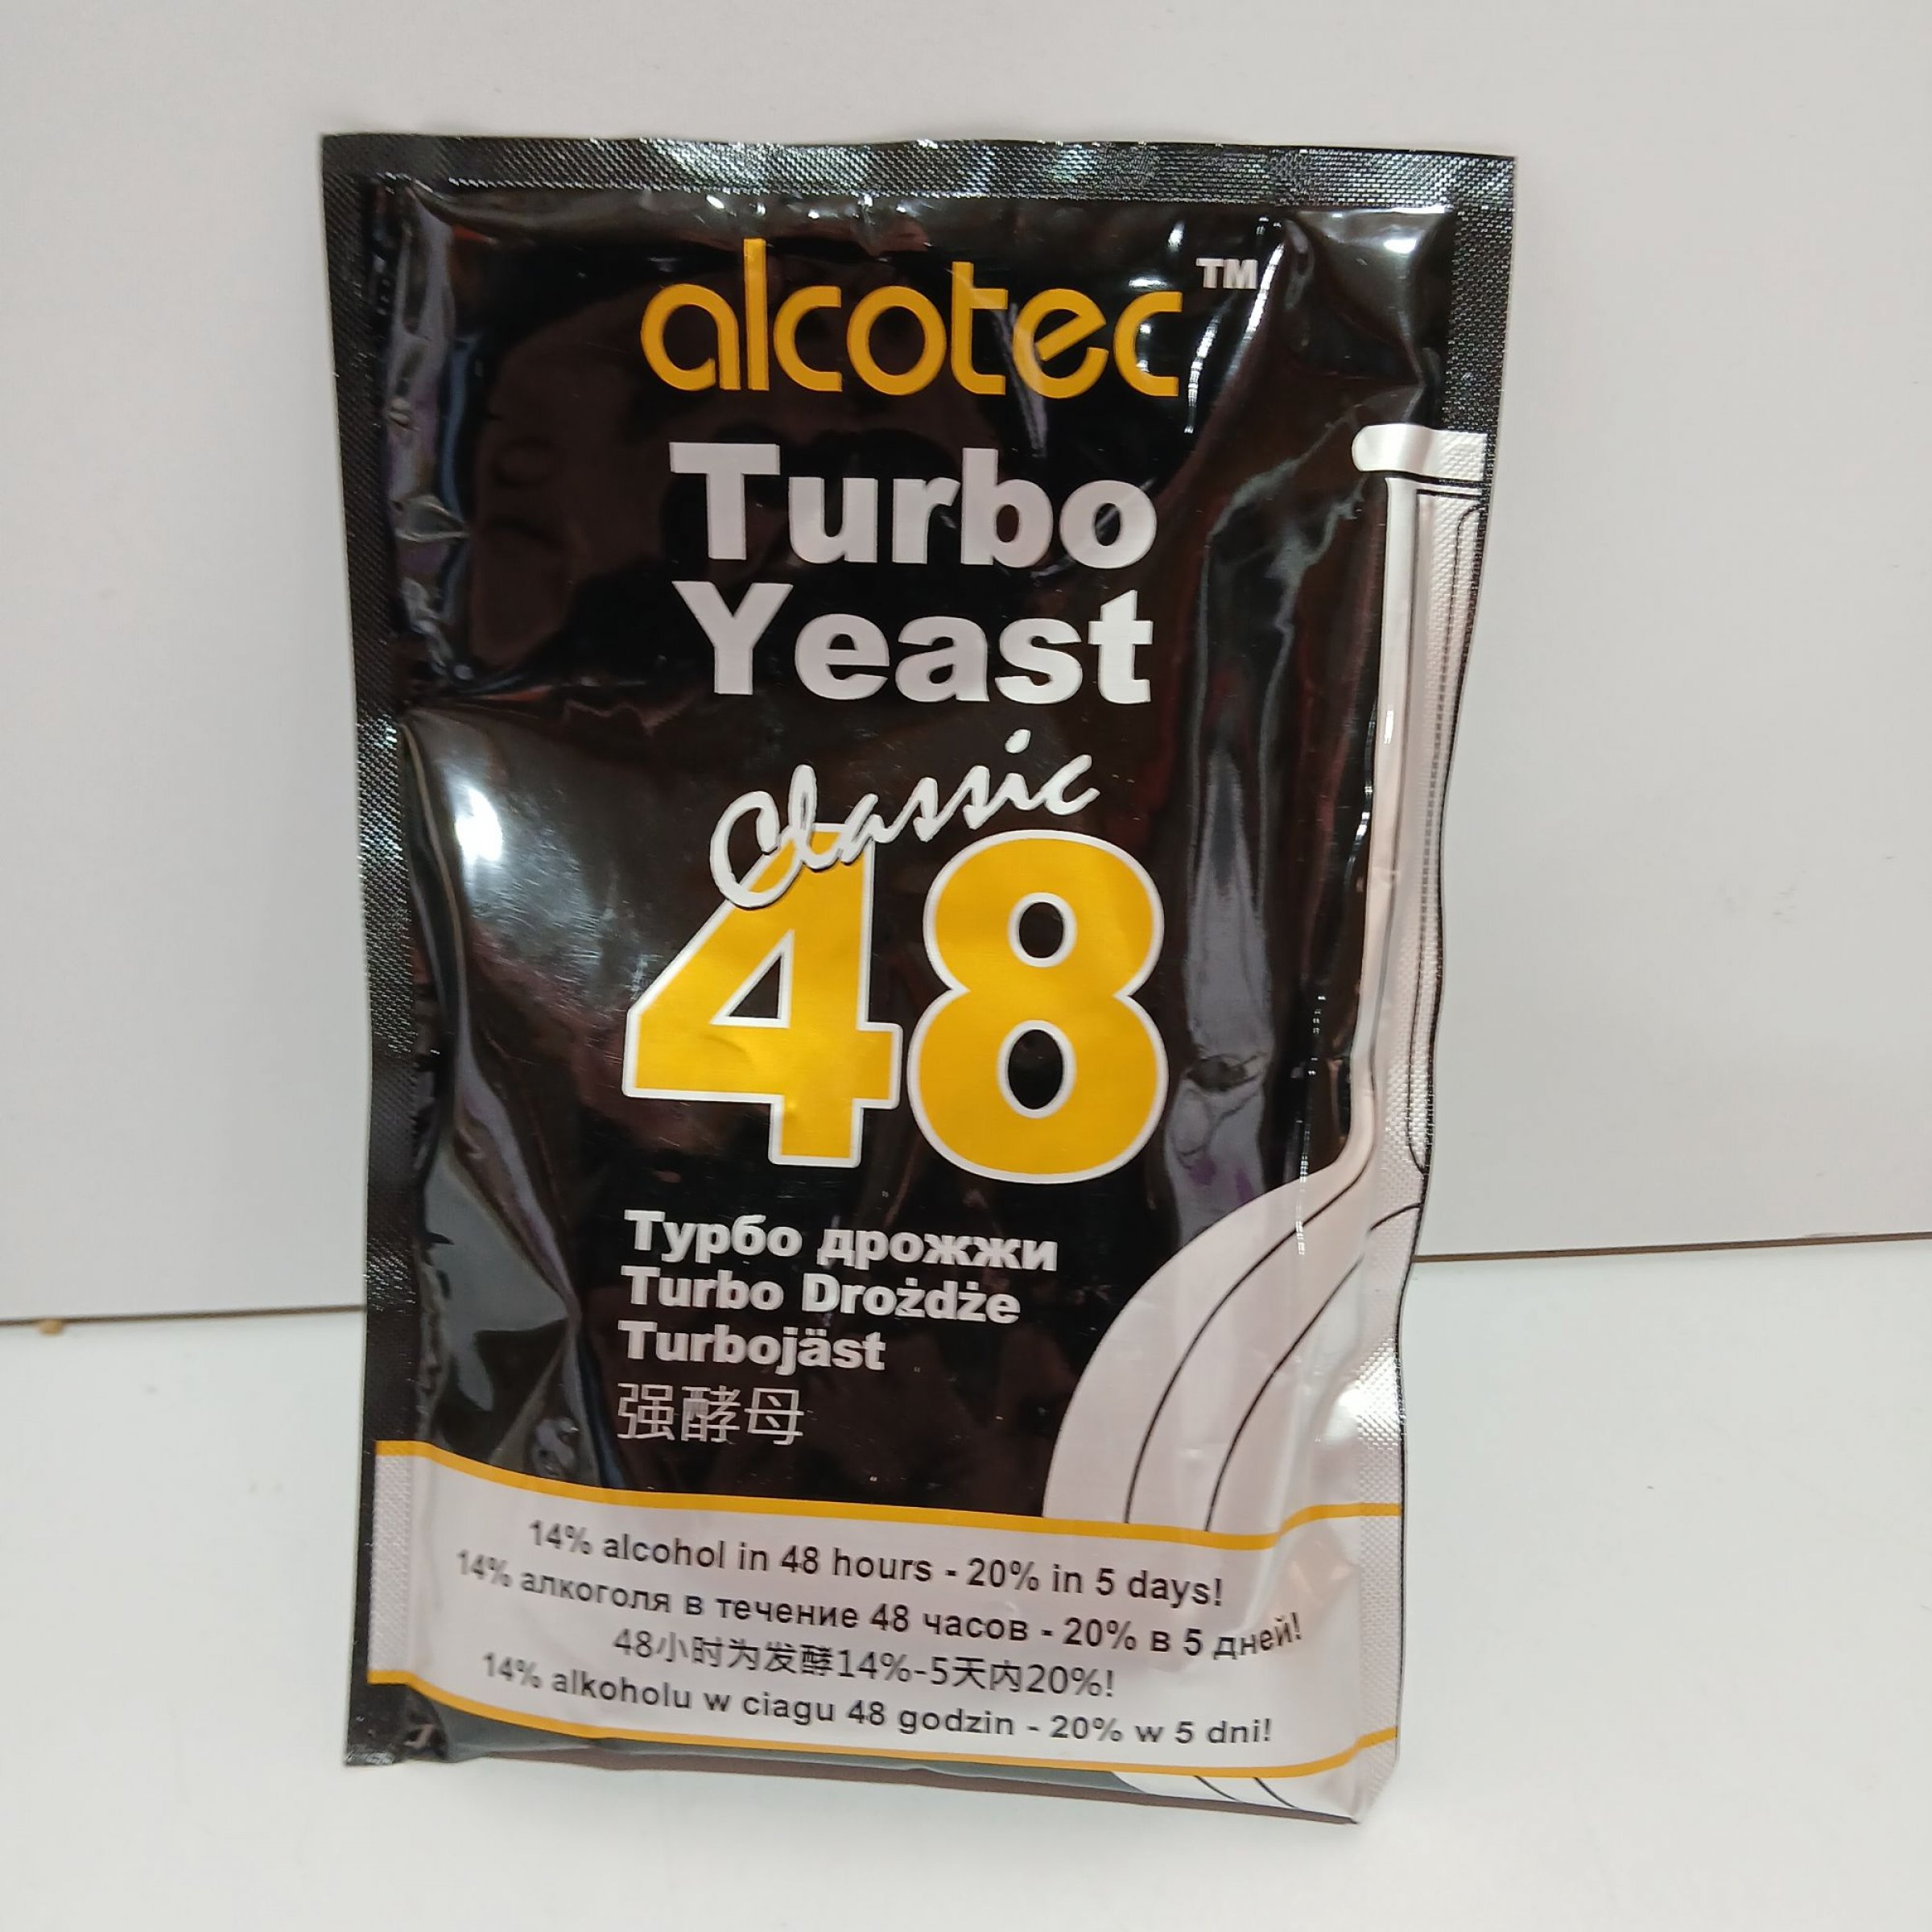 alcotec™
Turbo
Yeast
Classic
48
Турбо дрожжи
Turbo Drożdże
Turbojäst
强酵母
14% alcohol in 48 hours - 20% in 5 days!
14% алкоголя в течение 48 часов - 20% в 5 дней!
48小时为发酵14%-5天内20%!
14% alkoholu w ciagu 48 godzin - 20% w 5 dni!